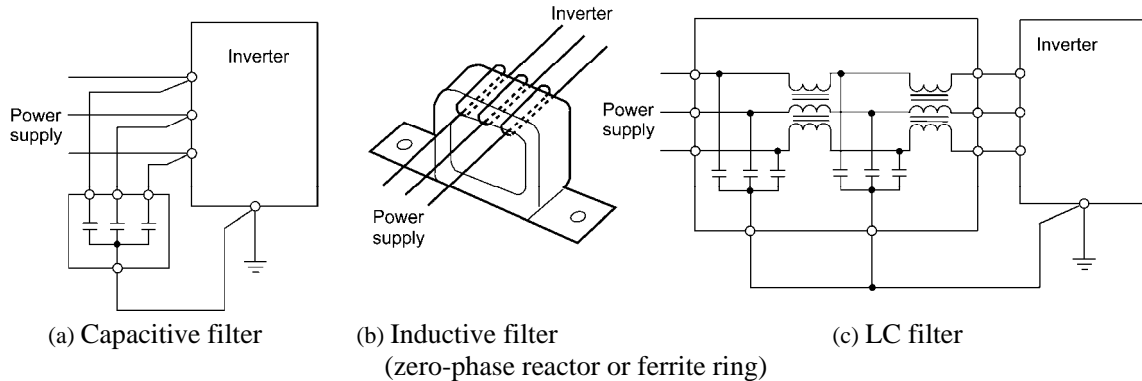 Inverter
Power
supply
(a) Capacitive filter
Inverter
Power
supply
(b) Inductive filter
(zero-phase reactor or ferrite ring)
Inverter
Power
supply
(c) LC filter